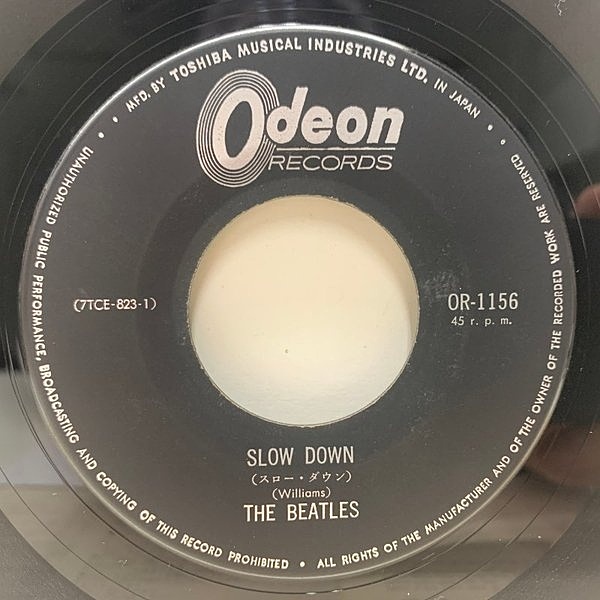 MFD. BY TOSHIBA MUSICAL INDUSTRIES LTD. IN JAPAN
Odeon
RECORDS
(7TCE-823-1)
OR-1156
45 r. p. m.
SLOW DOWN
(スロー・ダウン)
(Williams)
THE BEATLES
UNAUTHORIZED PUBLIC PERFORMANCE, BROADCASTING AND COPYING OF THIS RECORD PROHIBITED • ALL RIGHTS OF THE MANUFACTURER AND OF THE OWNER OF THE RECORDED WORK ARE RESERVED